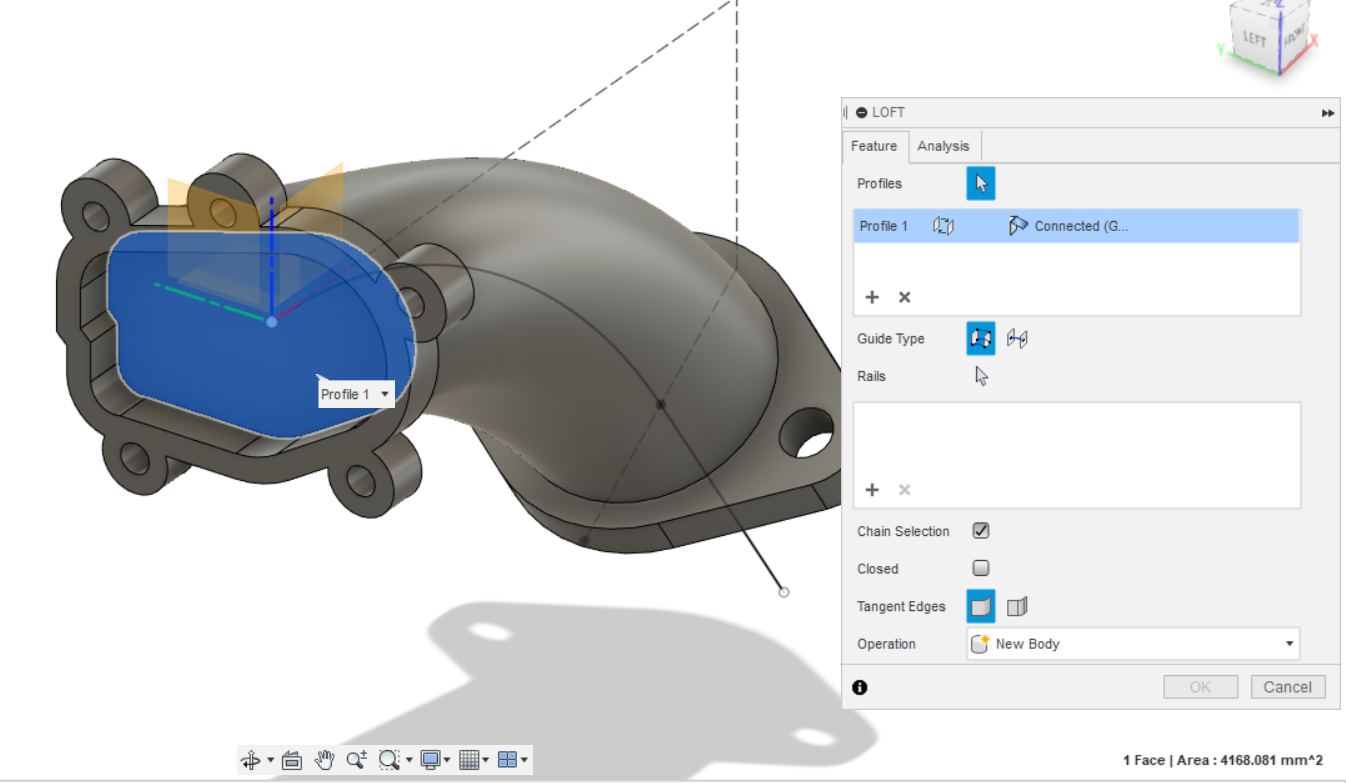 Z
LEFT
FRONT
X
Y
LOFT
Feature
Analysis
Profiles
Profile 1
Connected (G...
Guide Type
Rails
Chain Selection
Closed
Tangent Edges
Operation
New Body
OK
Cancel
Profile 1
1 Face | Area : 4168.081 mm^2